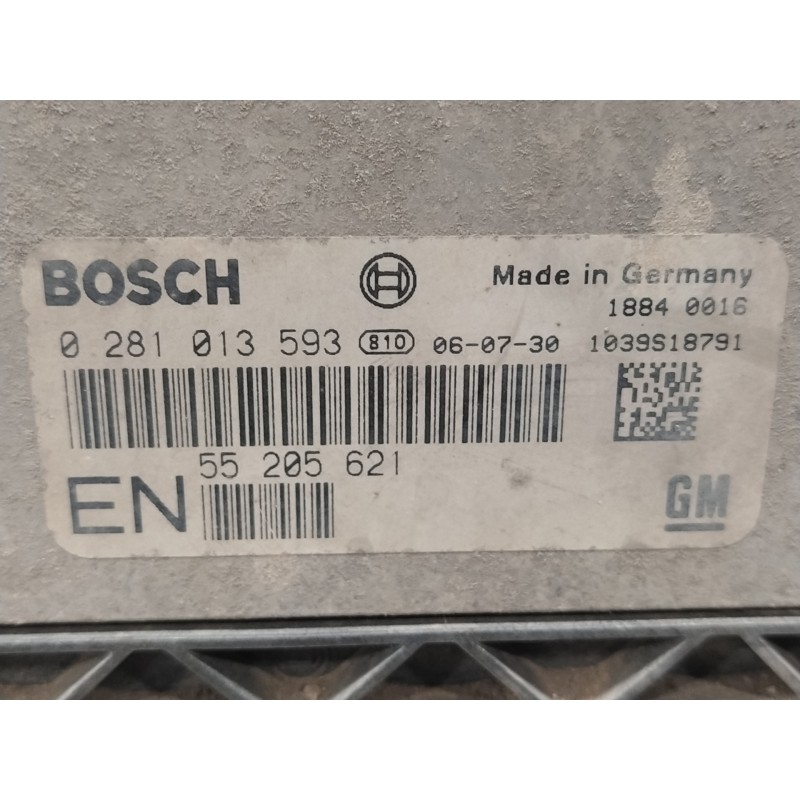 BOSCH
Made in Germany
1884 0016
0 281 013 593 810 06-07-30 1039S18791
55 205 621
EN
GM